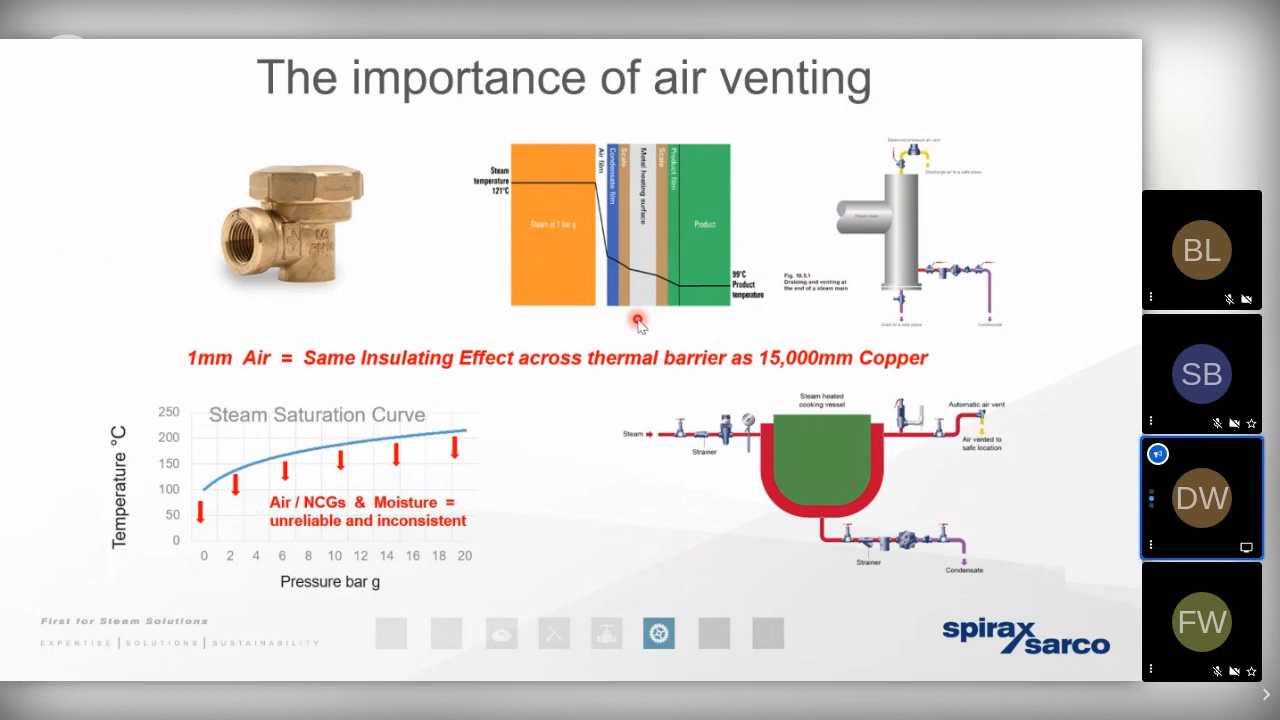 The importance of air venting
Steam
temperature
121°C
Steam at 1 bar g
Air film
Condensate film
Scale
Metal heating surface
Scale
Product film
Product
99°C
Product
temperature
Balanced pressure air vent
Discharge air to a safe place
Steam main
Fig. 10.5.1
Draining and venting at
the end of a steam main
Drain to a safe place
Condensate
1mm Air = Same Insulating Effect across thermal barrier as 15,000mm Copper
Steam Saturation Curve
Temperature °C
250
200
150
100
50
0
Air / NCGs & Moisture =
unreliable and inconsistent
0 2 4 6 8 10 12 14 16 18 20
Pressure bar g
Steam heated
cooking vessel
Steam
Strainer
Automatic air vent
Air vented to
safe location
Strainer
Condensate
First for Steam Solutions
EXPERTISE | SOLUTIONS | SUSTAINABILITY
spirax
sarco
BL
SB
DW
FW